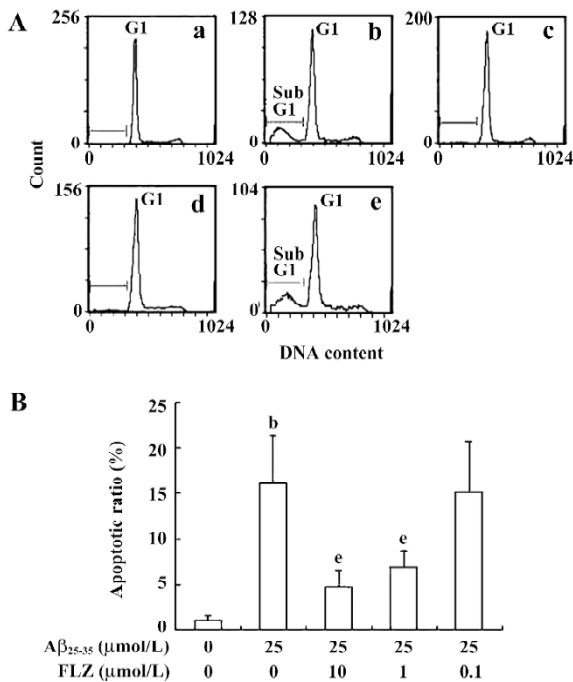 A
256 G1 a
128 G1 b
200 G1 c
Sub
G1
0 0 0
0 1024 0 1024 0 1024
Count
156 G1 d
104 G1 e
Sub
G1
0 0
0 1024 0 1024
DNA content
B
Apoptotic ratio (%)
25
20
15
10
5
0
b
e
e
Aβ25-35 (μmol/L) 0 25 25 25 25
FLZ (μmol/L) 0 0 10 1 0.1